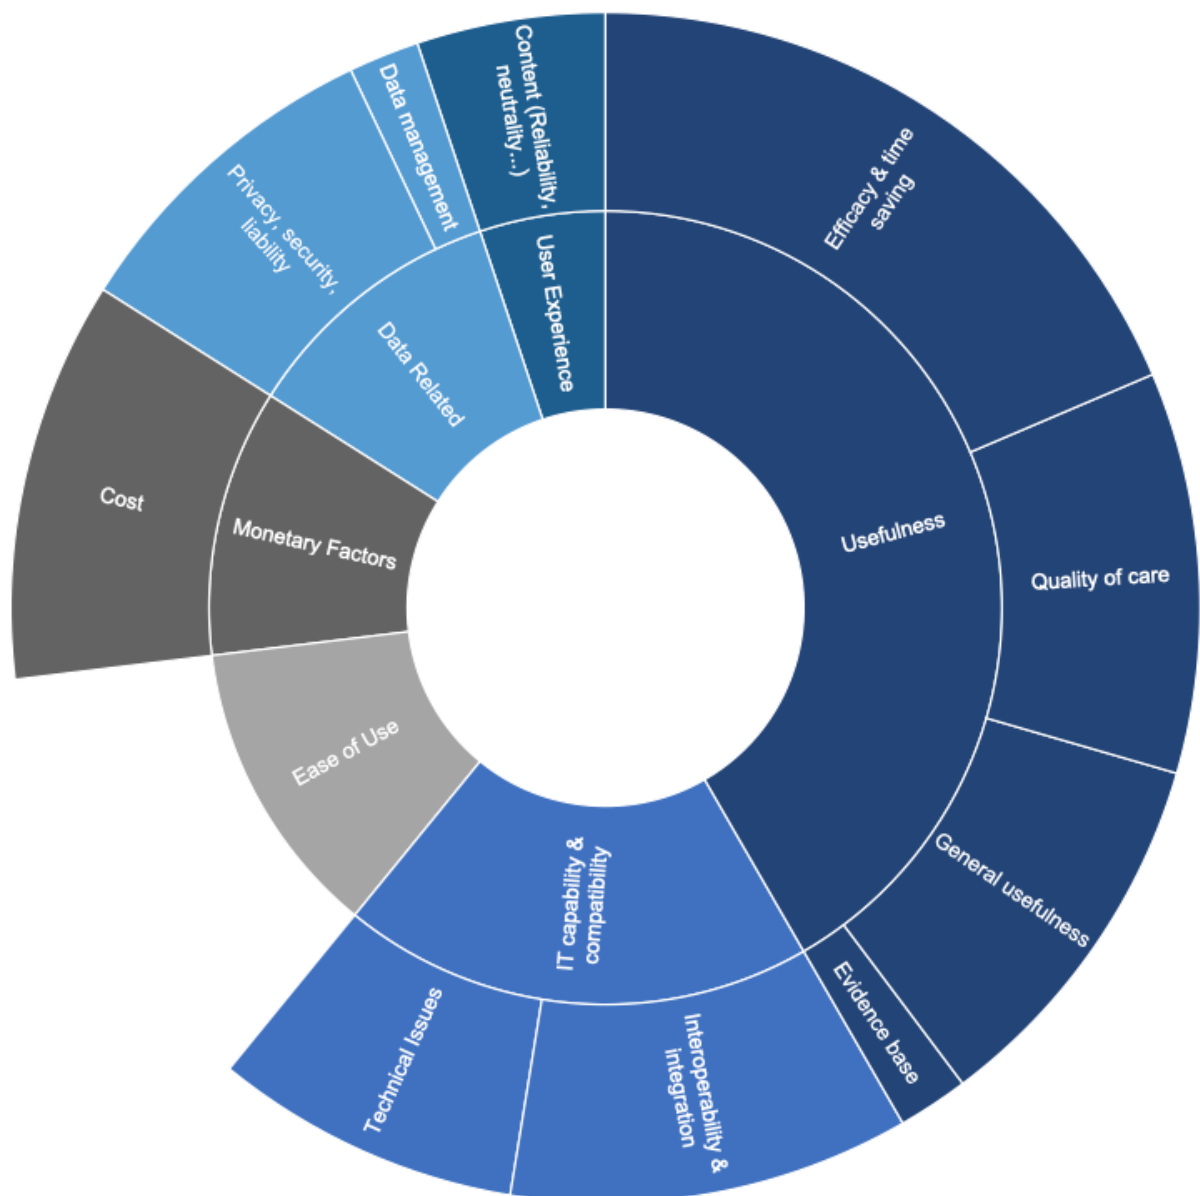 Content (Reliability,
neutrality...)
User Experience
Data management
Privacy, security,
liability
Data Related
Cost
Monetary Factors
Ease of Use
IT capability &
compatibility
Technical Issues
Interoperability &
integration
Usefulness
Efficacy & time
saving
Quality of care
General usefulness
Evidence base